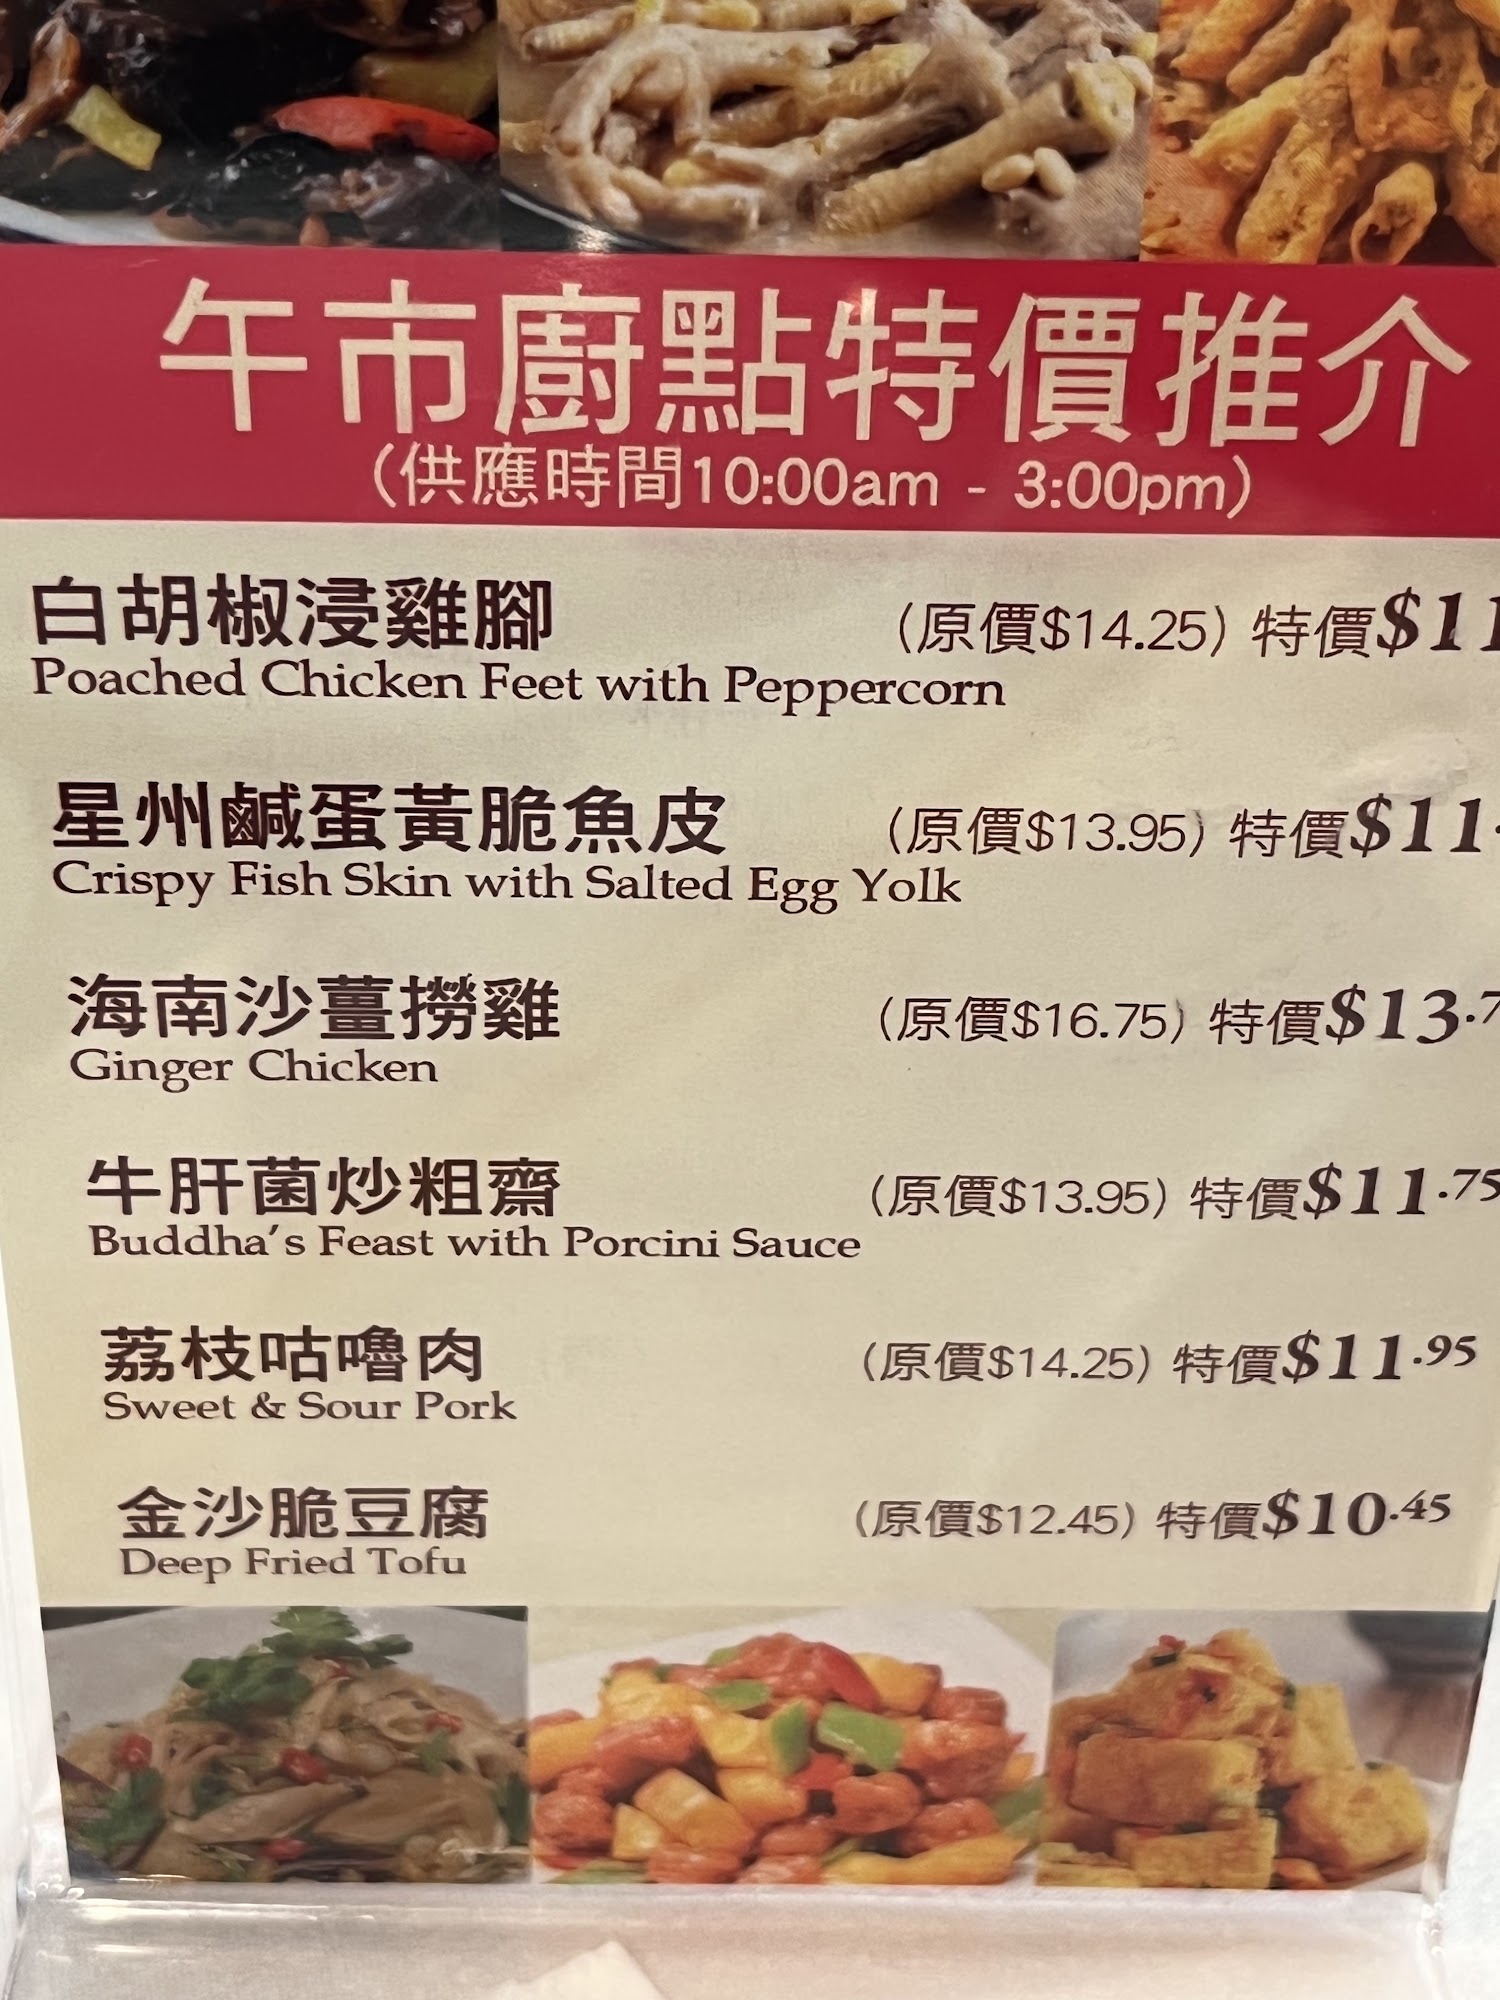 午市廚點特價推介
(供應時間10:00am - 3:00pm)
白胡椒浸雞腳 (原價$14.25) 特價$11
Poached Chicken Feet with Peppercorn
星州鹹蛋黃脆魚皮 (原價$13.95) 特價$11.
Crispy Fish Skin with Salted Egg Yolk
海南沙薑撈雞 (原價$16.75) 特價$13.7
Ginger Chicken
牛肝菌炒粗齋 (原價$13.95) 特價$11.75
Buddha's Feast with Porcini Sauce
荔枝咕嚕肉 (原價$14.25) 特價$11.95
Sweet & Sour Pork
金沙脆豆腐 (原價$12.45) 特價$10.45
Deep Fried Tofu